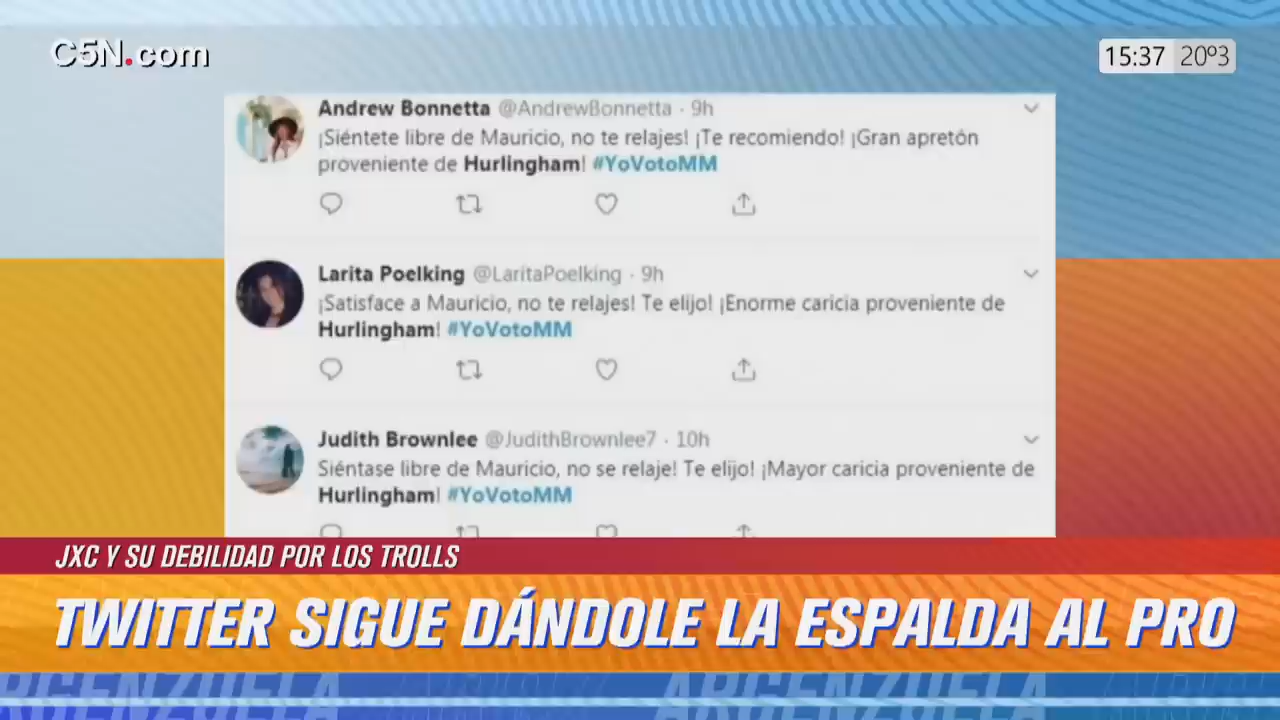 C5N.com
15:37 20º3
Andrew Bonnetta @AndrewBonnetta · 9h
¡Siéntete libre de Mauricio, no te relajes! ¡Te recomiendo! ¡Gran apretón
proveniente de Hurlingham! #YoVotoMM
Larita Poelking @LaritaPoelking · 9h
¡Satisface a Mauricio, no te relajes! Te elijo! ¡Enorme caricia proveniente de
Hurlingham! #YoVotoMM
Judith Brownlee @JudithBrownlee7 · 10h
Siéntase libre de Mauricio, no se relaje! Te elijo! ¡Mayor caricia proveniente de
Hurlingham! #YoVotoMM
JXC Y SU DEBILIDAD POR LOS TROLLS
TWITTER SIGUE DÁNDOLE LA ESPALDA AL PRO
ARGENZUELA ARGENZUELA